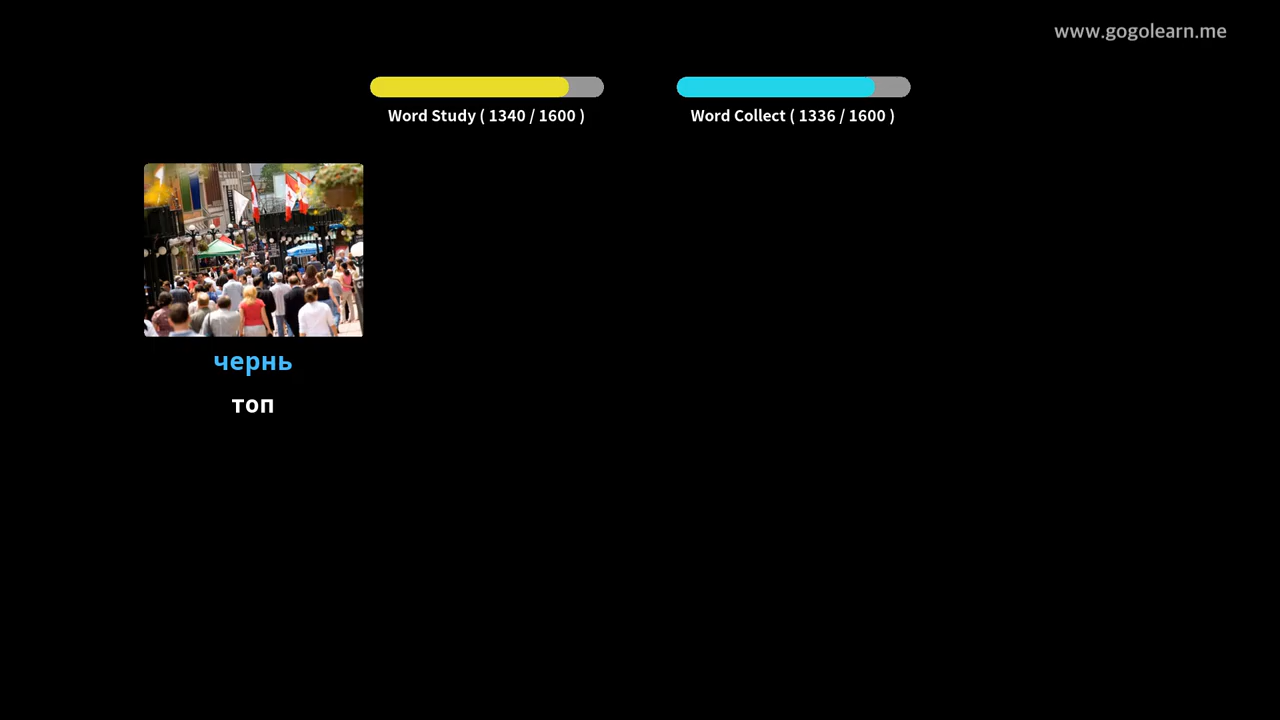 www.gogolearn.me
Word Study ( 1340 / 1600 )
Word Collect ( 1336 / 1600 )
чернь
топ